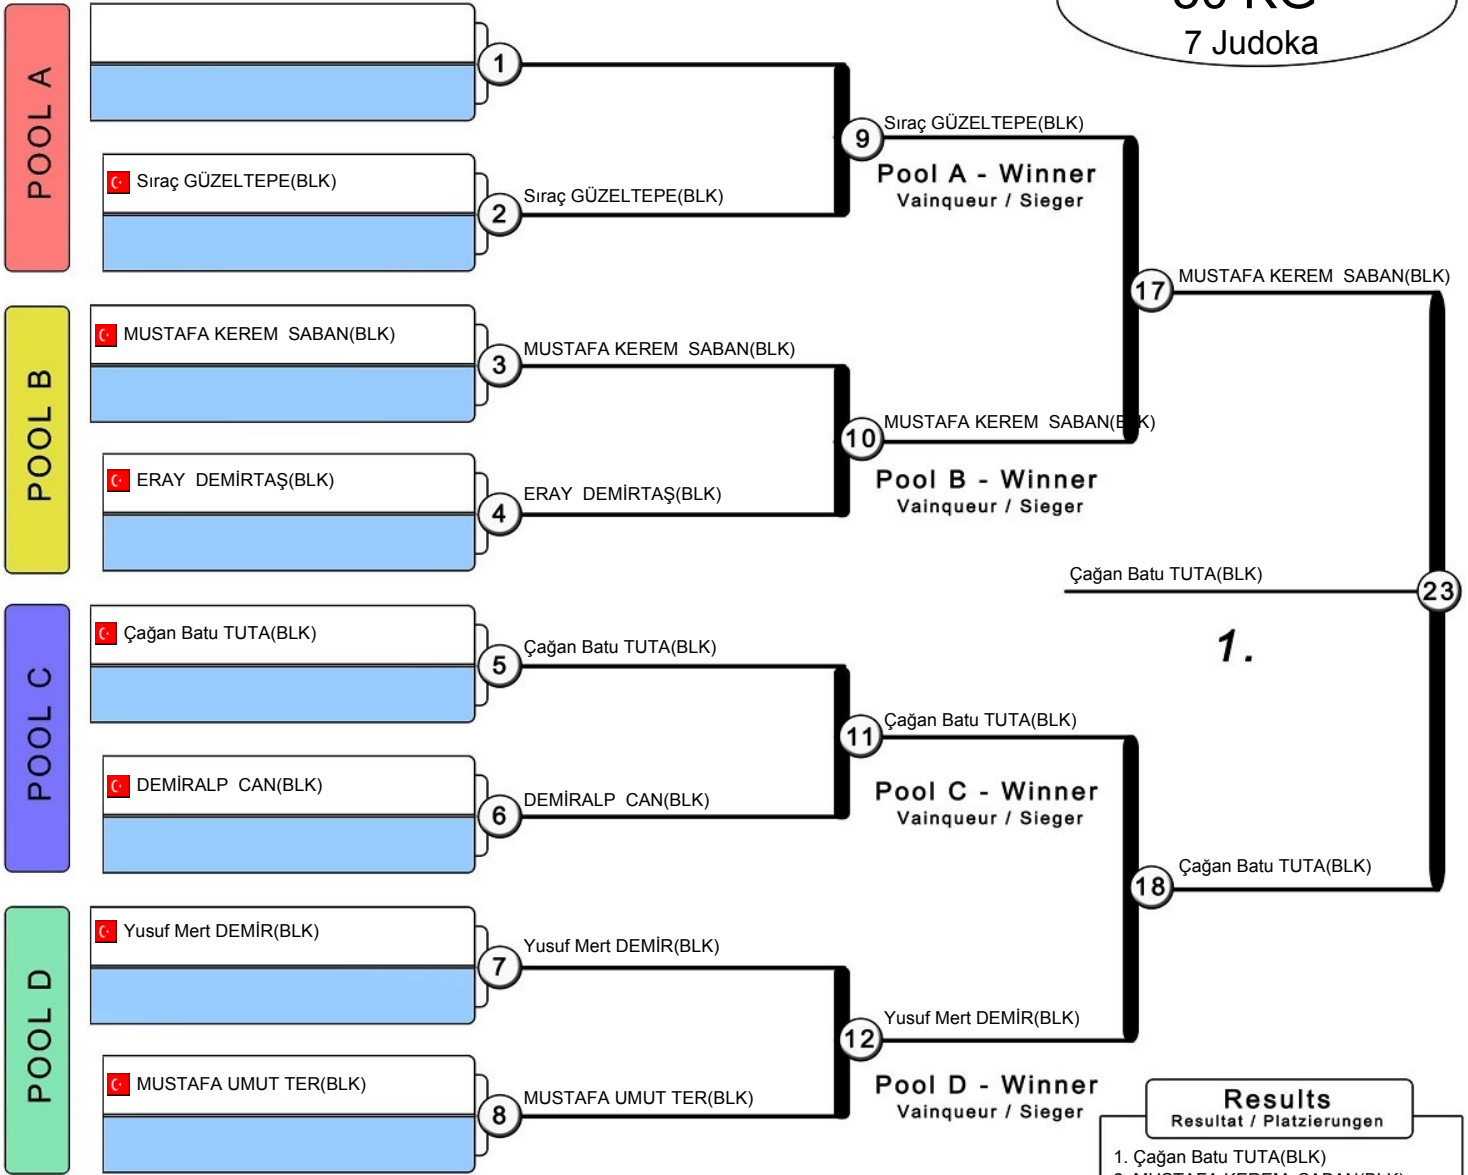 7 Judoka
POOL A
1
Sıraç GÜZELTEPE(BLK)
2
Sıraç GÜZELTEPE(BLK)
9
Sıraç GÜZELTEPE(BLK)
Pool A - Winner
Vainqueur / Sieger
POOL B
MUSTAFA KEREM SABAN(BLK)
3
MUSTAFA KEREM SABAN(BLK)
ERAY DEMİRTAŞ(BLK)
4
ERAY DEMİRTAŞ(BLK)
10
MUSTAFA KEREM SABAN(BLK)
Pool B - Winner
Vainqueur / Sieger
17
MUSTAFA KEREM SABAN(BLK)
POOL C
Çağan Batu TUTA(BLK)
5
Çağan Batu TUTA(BLK)
DEMİRALP CAN(BLK)
6
DEMİRALP CAN(BLK)
11
Çağan Batu TUTA(BLK)
Pool C - Winner
Vainqueur / Sieger
POOL D
Yusuf Mert DEMİR(BLK)
7
Yusuf Mert DEMİR(BLK)
MUSTAFA UMUT TER(BLK)
8
MUSTAFA UMUT TER(BLK)
12
Yusuf Mert DEMİR(BLK)
Pool D - Winner
Vainqueur / Sieger
18
Çağan Batu TUTA(BLK)
Çağan Batu TUTA(BLK)
23
1.
Results
Resultat / Platzierungen
1. Çağan Batu TUTA(BLK)